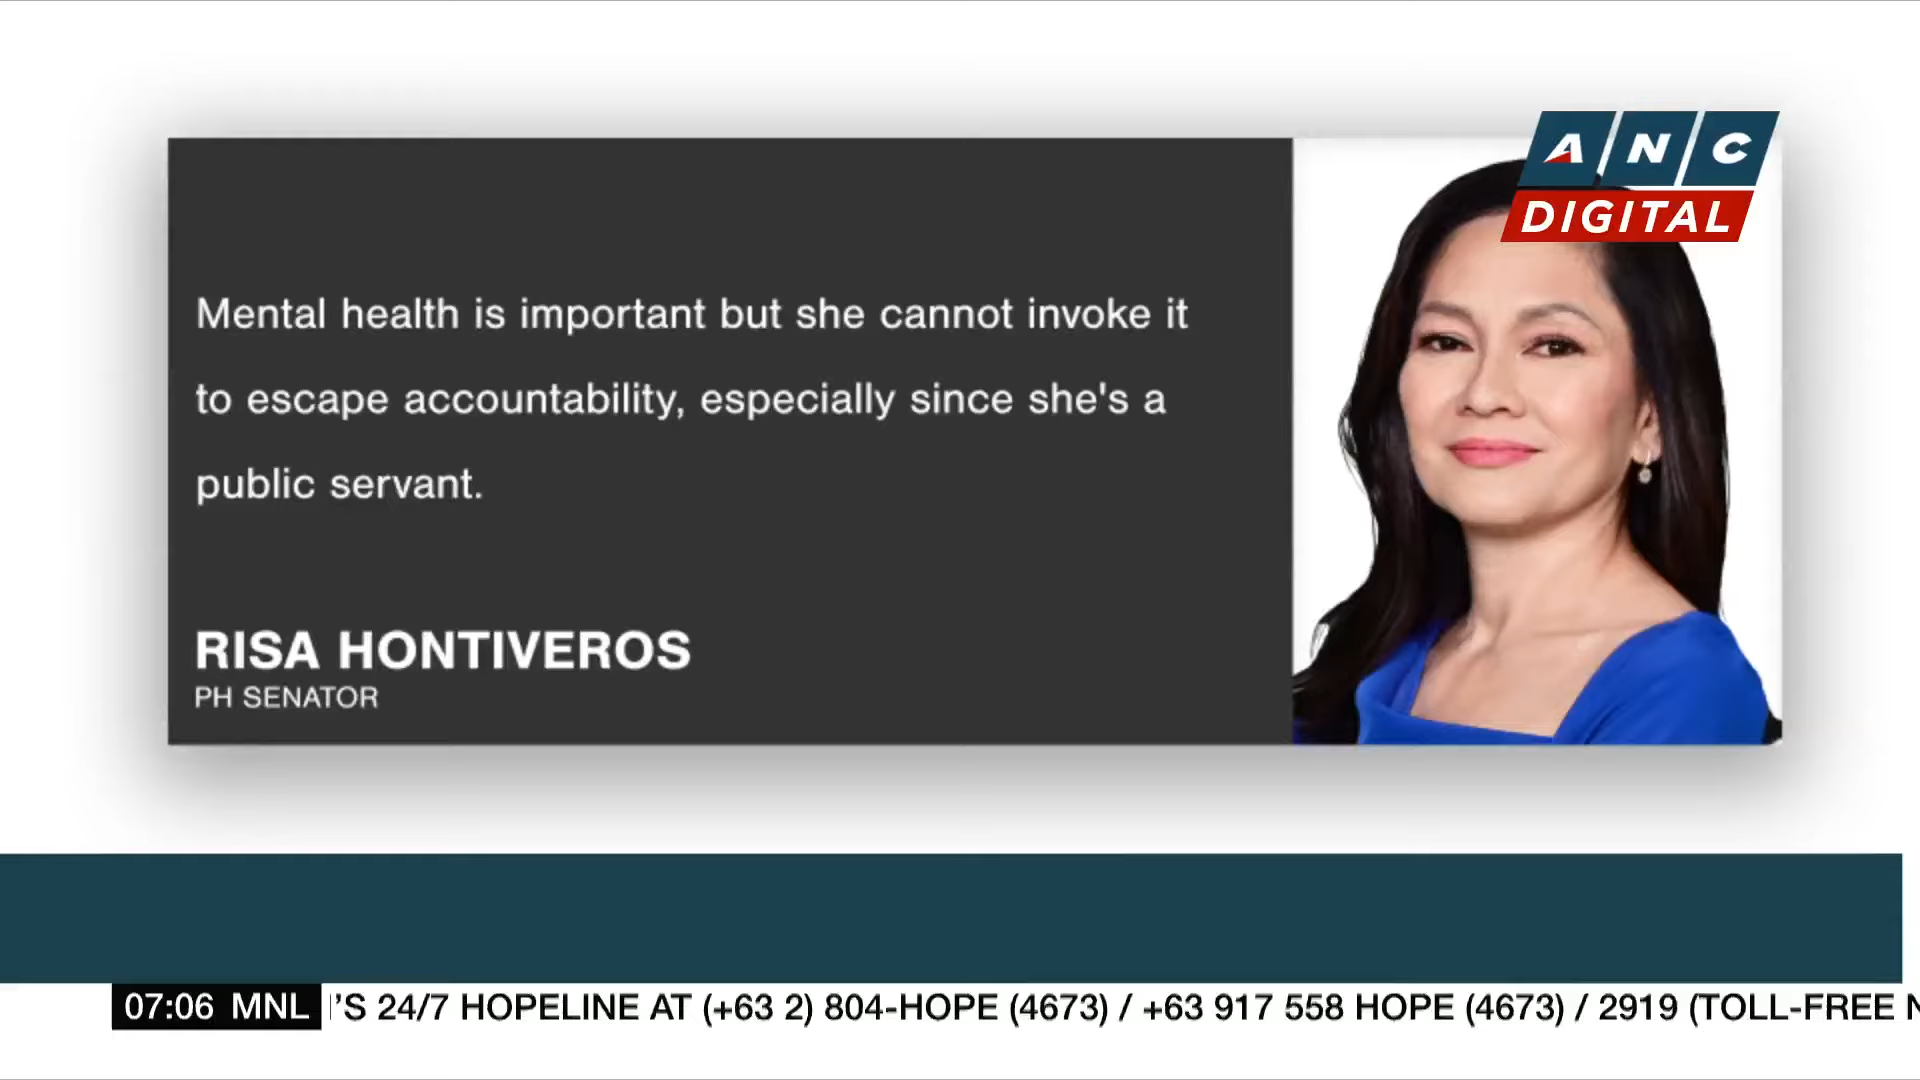 ANC
DIGITAL
Mental health is important but she cannot invoke it
to escape accountability, especially since she's a
public servant.
RISA HONTIVEROS
PH SENATOR
07:06 MNL
'S 24/7 HOPELINE AT (+63 2) 804-HOPE (4673) / +63 917 558 HOPE (4673) / 2919 (TOLL-FREE